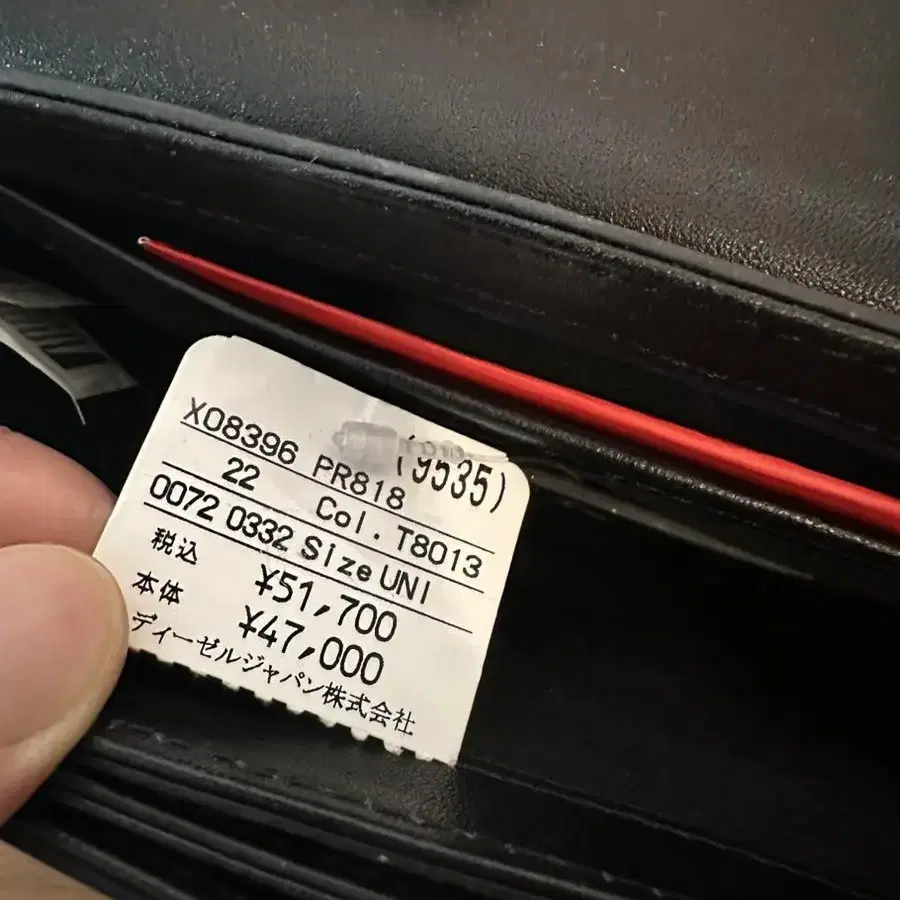 X08396 PR818 (9535)
22 Col. T8013
0072 0332 Size UNI
税込 ¥51,700
本体 ¥47,000
ディーゼルジャパン株式会社